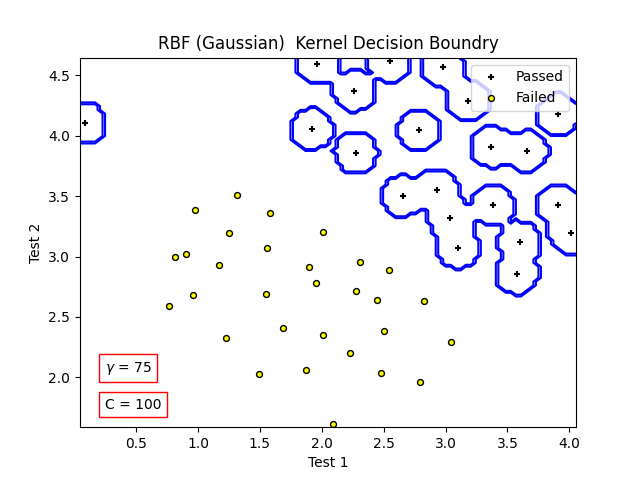 RBF (Gaussian)  Kernel Decision Boundry
Passed
Failed
4.5
4.0
3.5
3.0
2.5
2.0
Test 2
γ = 75
C = 100
0.5 1.0 1.5 2.0 2.5 3.0 3.5 4.0
Test 1